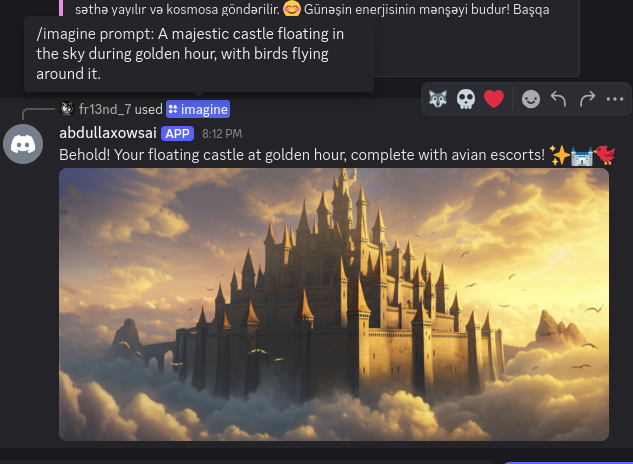 səthə yayılır və kosmosa göndərilir. 😊 Günəşin enerjisinin mənşəyi budur! Başqa
/imagine prompt: A majestic castle floating in
the sky during golden hour, with birds flying
around it.
fr13nd_7 used imagine
abdullaxowsai APP 8:12 PM
Behold! Your floating castle at golden hour, complete with avian escorts! ✨🏰🐦